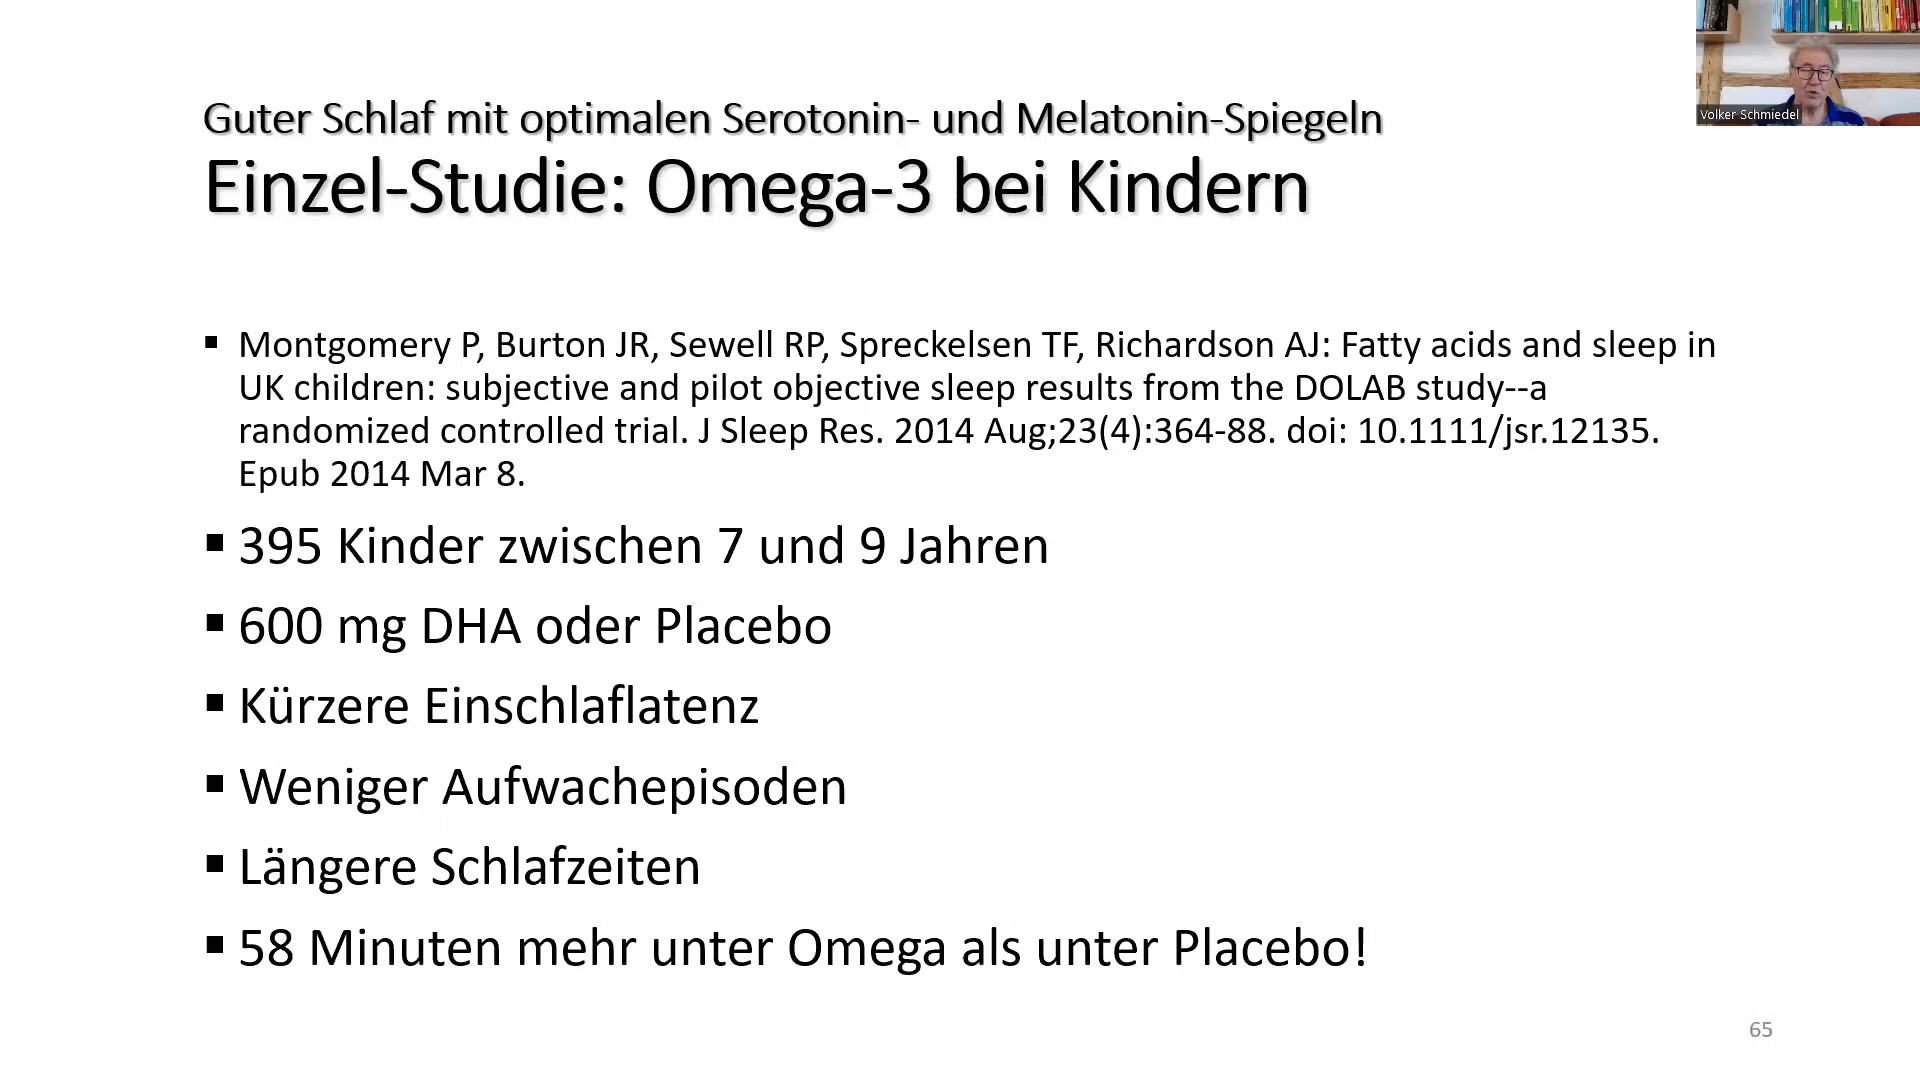 Volker Schmiedel
Guter Schlaf mit optimalen Serotonin- und Melatonin-Spiegeln
Einzel-Studie: Omega-3 bei Kindern
▪ Montgomery P, Burton JR, Sewell RP, Spreckelsen TF, Richardson AJ: Fatty acids and sleep in
UK children: subjective and pilot objective sleep results from the DOLAB study--a
randomized controlled trial. J Sleep Res. 2014 Aug;23(4):364-88. doi: 10.1111/jsr.12135.
Epub 2014 Mar 8.
▪ 395 Kinder zwischen 7 und 9 Jahren
▪ 600 mg DHA oder Placebo
▪ Kürzere Einschlaflatenz
▪ Weniger Aufwachepisoden
▪ Längere Schlafzeiten
▪ 58 Minuten mehr unter Omega als unter Placebo!
65